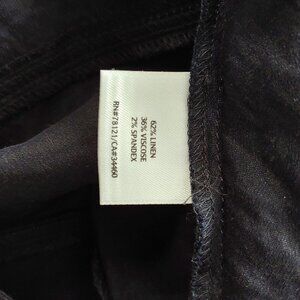 62% LINEN
36% VISCOSE
2% SPANDEX
RN#78121/CA#34460